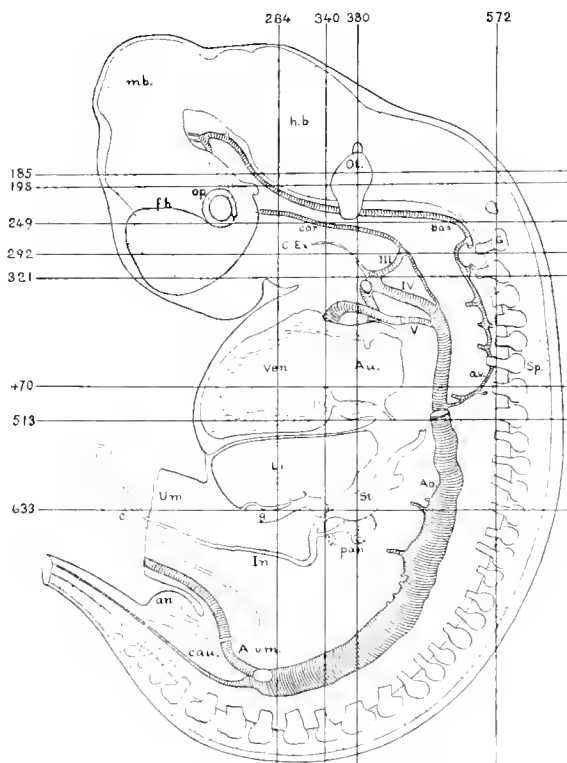 284 340 380 572
mb.
h.b
185
198
op.
Ot.
f.b.
249
car
bas
G
292
C.Ex
III
321
IV
V
Ven
Au.
a.v.
Sp.
470
513
Li
Um
St
Ao.
633
c
g
pan
In
an
cau.
A um.